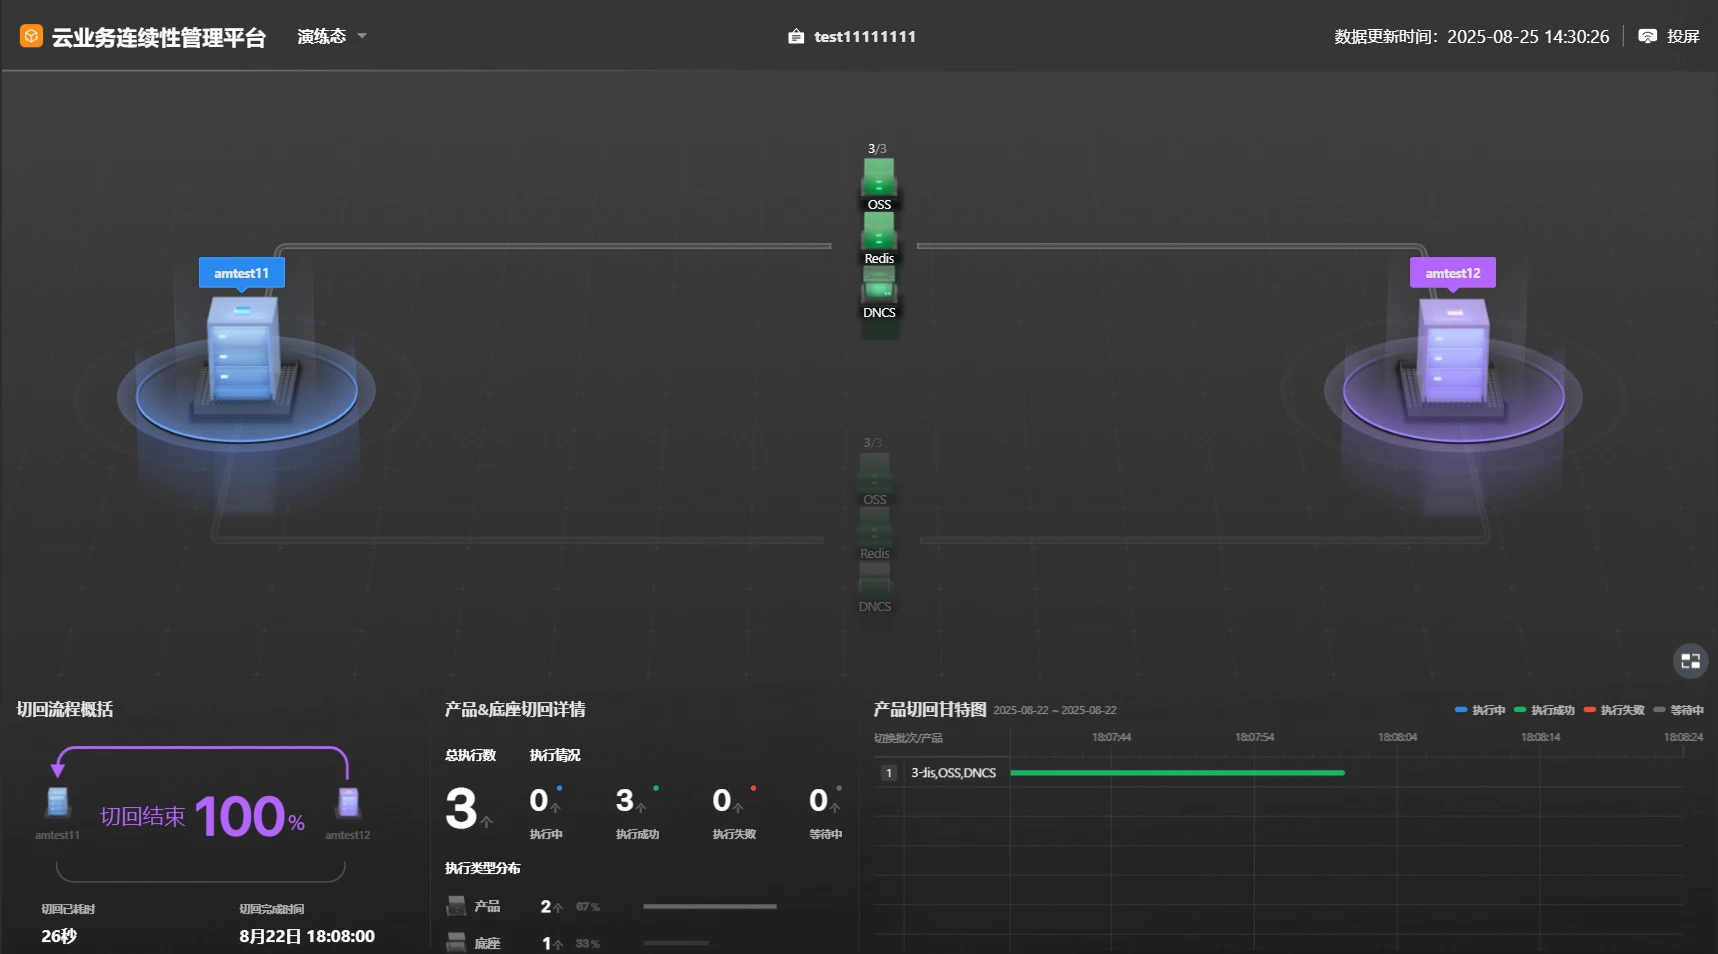 云业务连续性管理平台 演练态
test11111111
数据更新时间：2025-08-25 14:30:26 投屏
3/3
OSS
Redis
DNCS
amtest11
amtest12
3/3
OSS
Redis
DNCS
切回流程概括
amtest11
切回结束 100%
amtest12
切回已耗时
26秒
切回完成时间
8月22日 18:08:00
产品&底座切回详情
总执行数
3个
执行情况
0个
执行中
3个
执行成功
0个
执行失败
0个
等待中
执行类型分布
产品 2个 67%
底座 1个 33%
产品切回甘特图 2025-08-22 ~ 2025-08-22
执行中 执行成功 执行失败 等待中
切换批次/产品 18:07:44 18:07:54 18:08:04 18:08:14 18:08:24
1